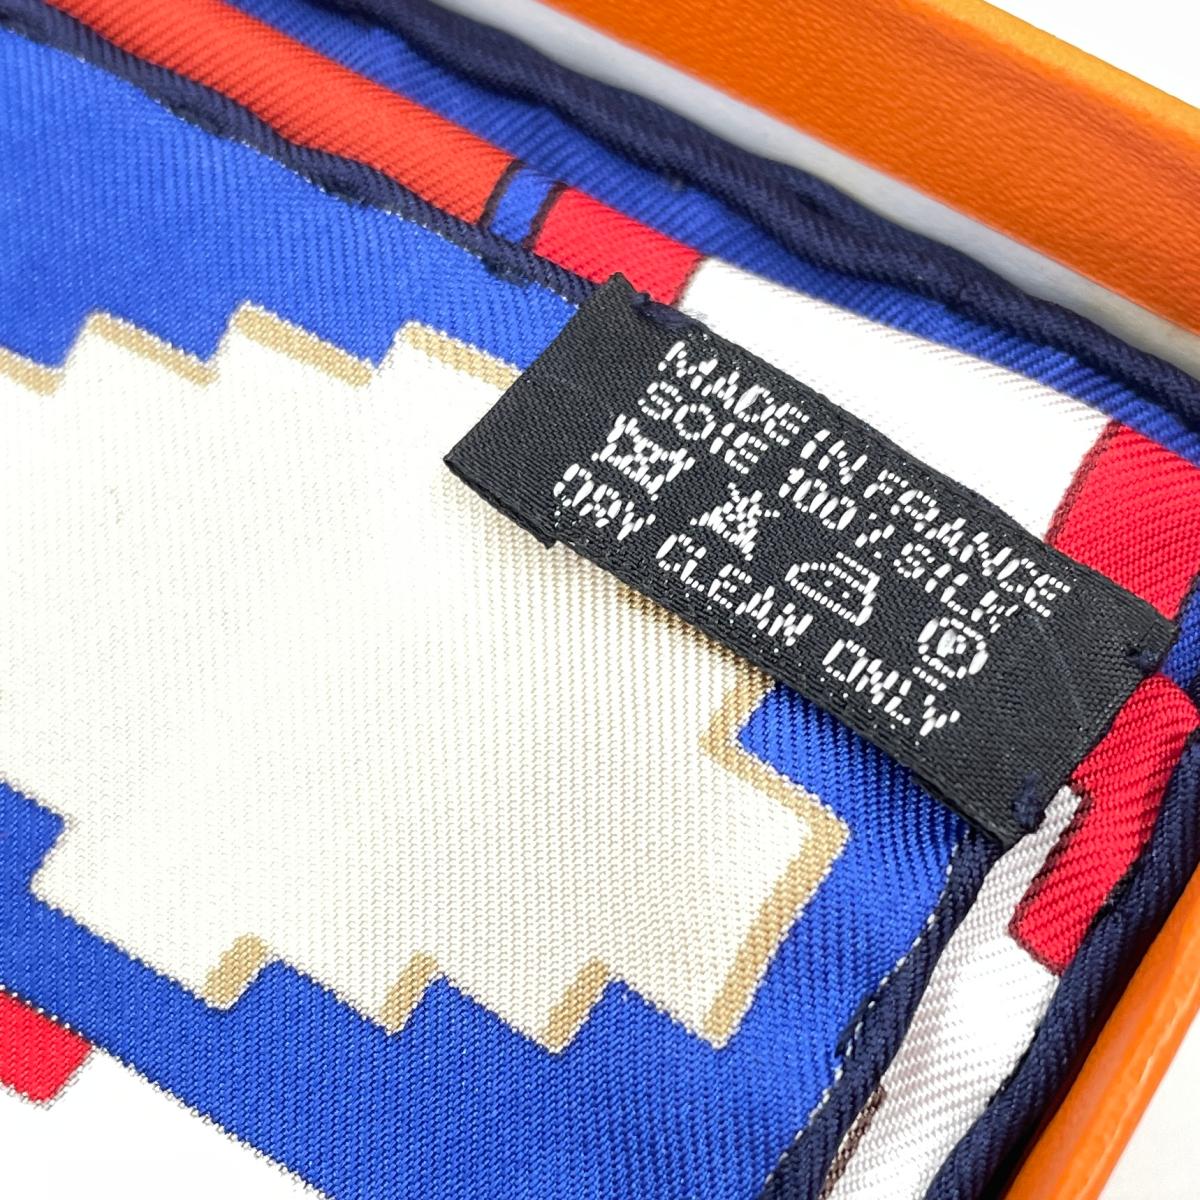 MADE IN FRANCE
SOIE 100% SILK
P
DRY CLEAN ONLY